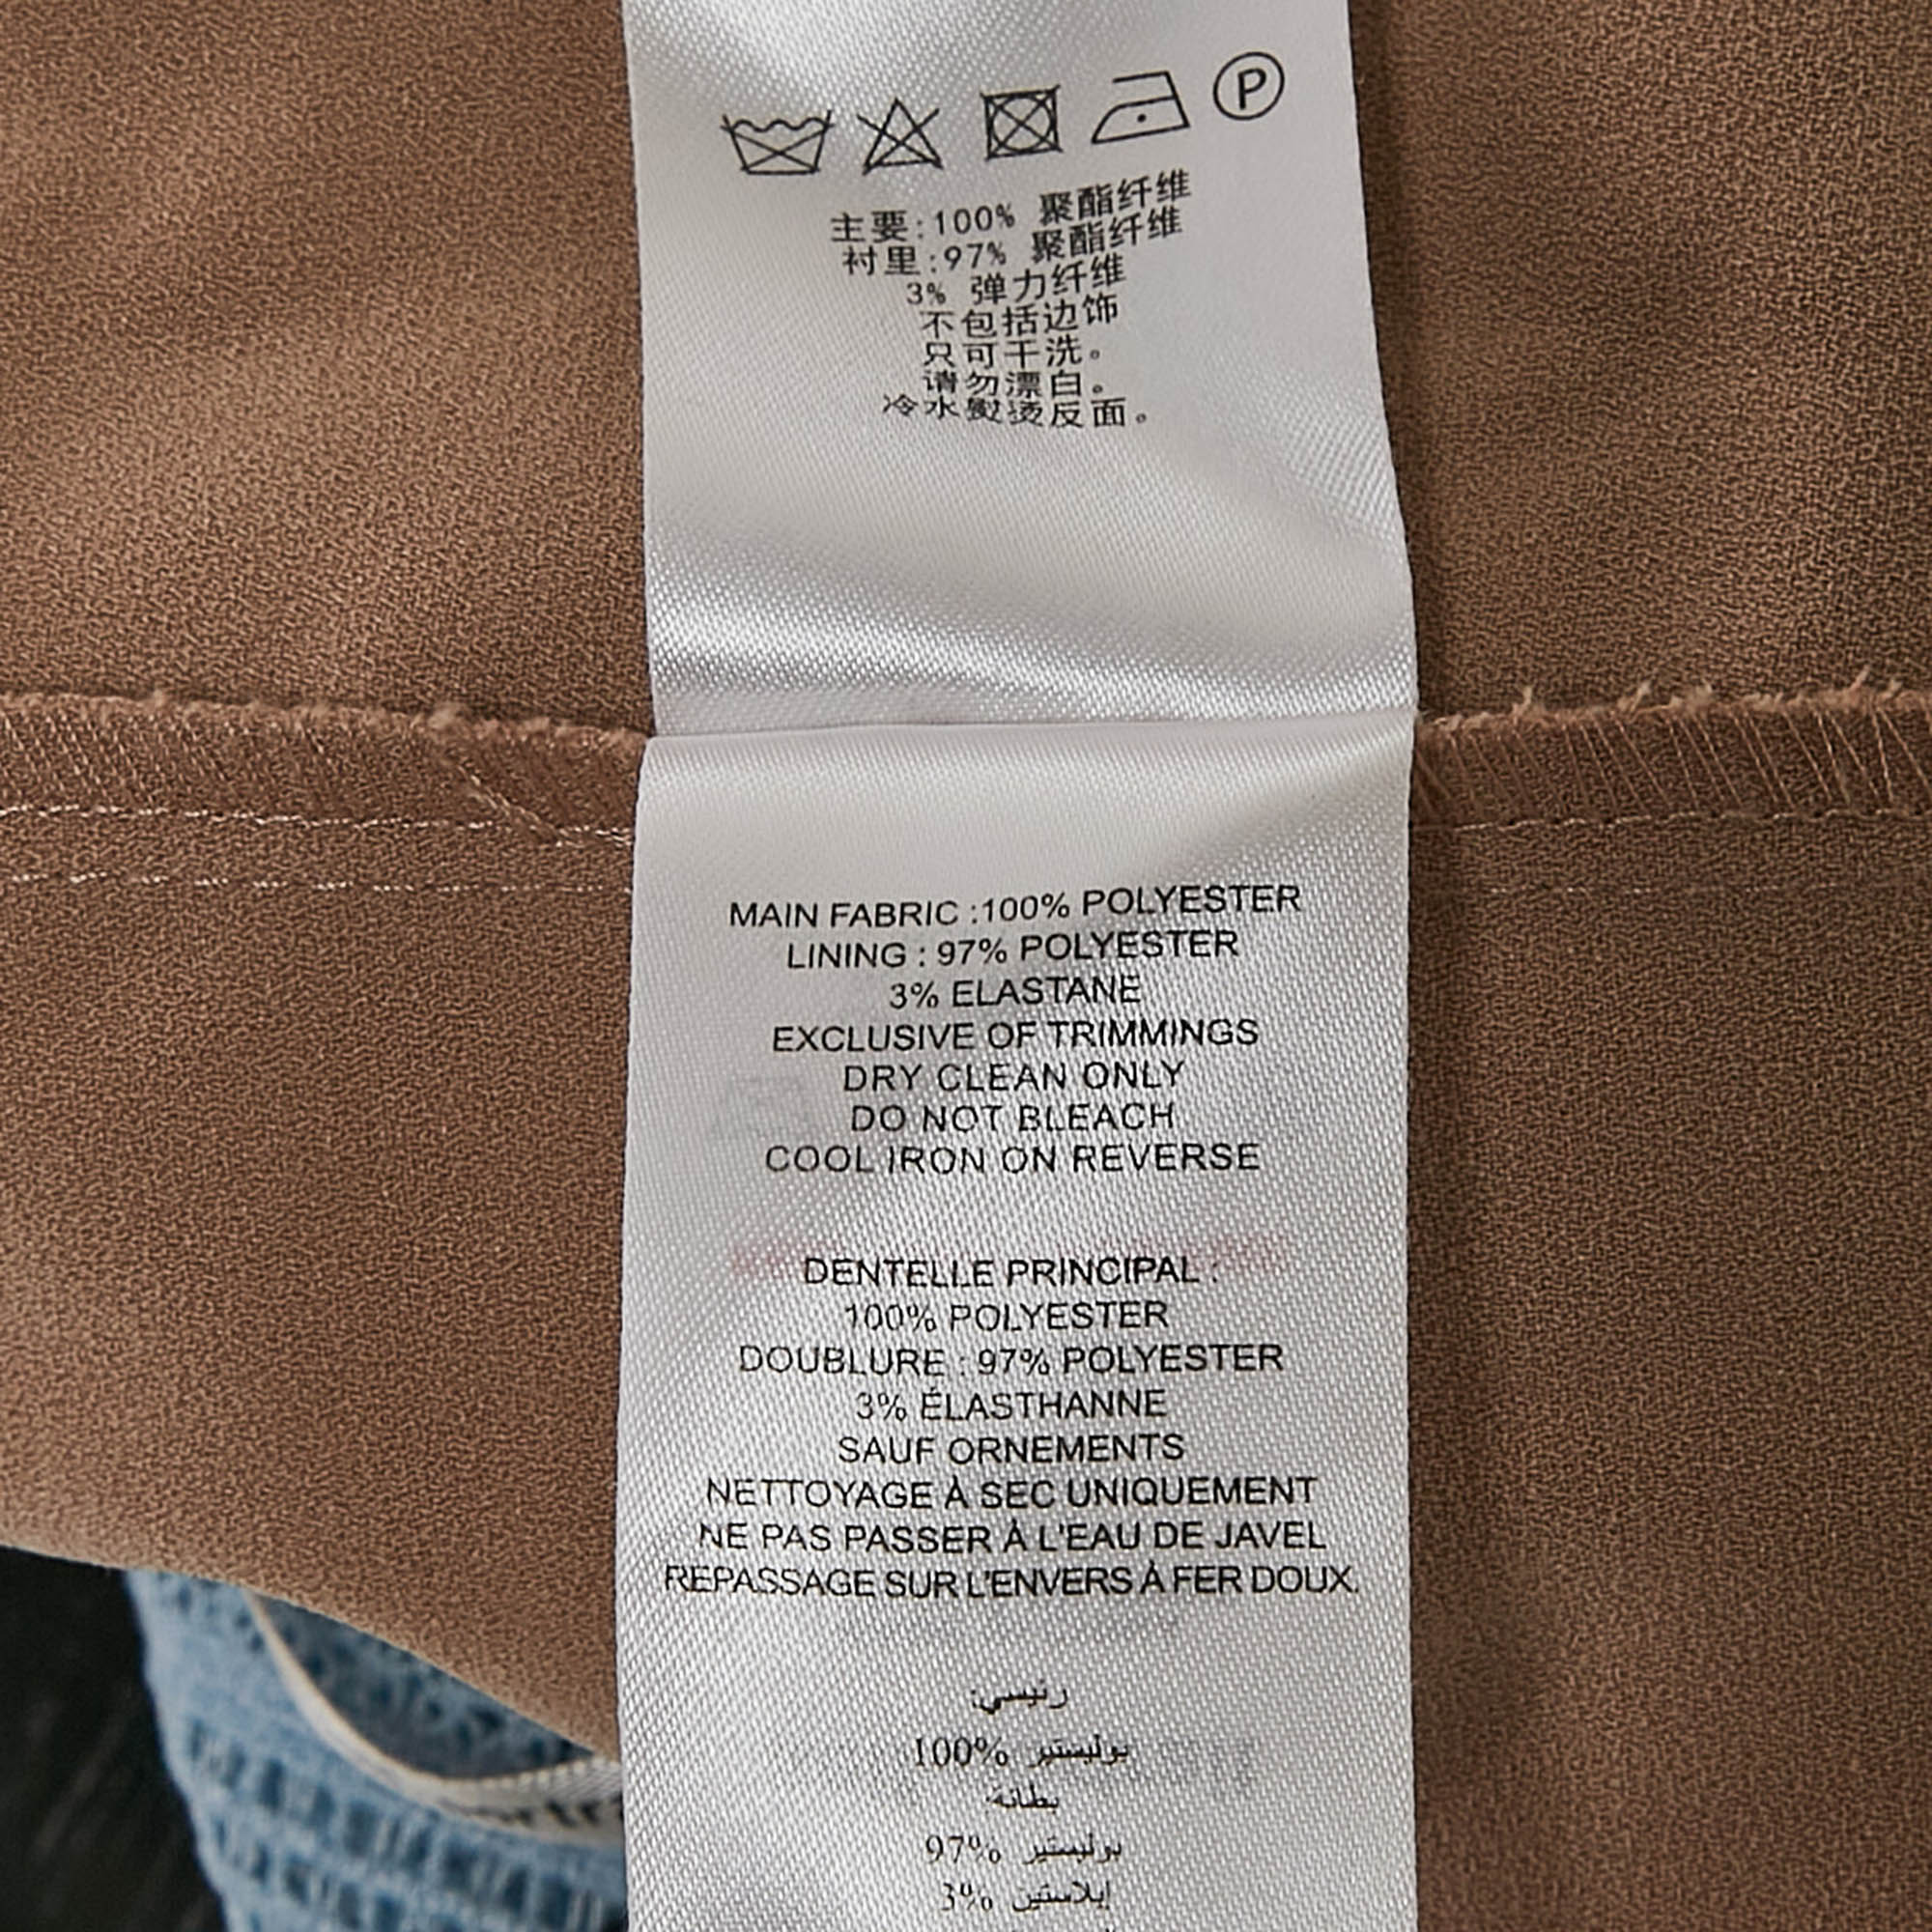 P
主要:100% 聚酯纤维
衬里:97% 聚酯纤维
3% 弹力纤维
不包括边饰
只可干洗。
请勿漂白。
冷水熨烫反面。
MAIN FABRIC :100% POLYESTER
LINING : 97% POLYESTER
3% ELASTANE
EXCLUSIVE OF TRIMMINGS
DRY CLEAN ONLY
DO NOT BLEACH
COOL IRON ON REVERSE
DENTELLE PRINCIPAL :
100% POLYESTER
DOUBLURE : 97% POLYESTER
3% ÉLASTHANNE
SAUF ORNEMENTS
NETTOYAGE À SEC UNIQUEMENT
NE PAS PASSER À L'EAU DE JAVEL
REPASSAGE SUR L'ENVERS À FER DOUX.
رئيسي:
بوليستير %100
بطانة:
بوليستير %97
إيلاستين %3